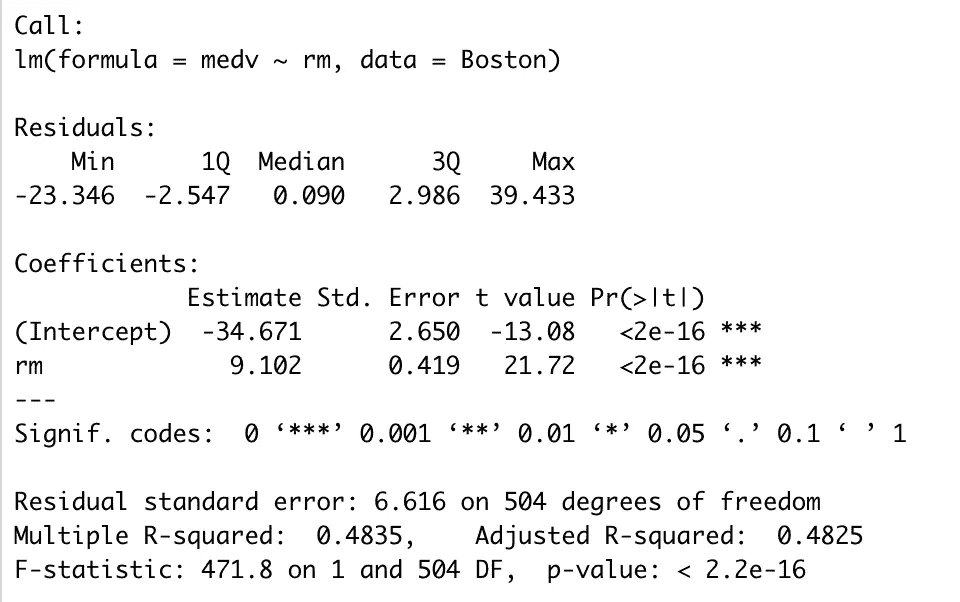 Call:
lm(formula = medv ~ rm, data = Boston)
Residuals:
    Min      1Q  Median      3Q     Max
-23.346  -2.547   0.090   2.986  39.433
Coefficients:
            Estimate Std. Error t value Pr(>|t|)
(Intercept)  -34.671      2.650  -13.08   <2e-16 ***
rm             9.102      0.419   21.72   <2e-16 ***
---
Signif. codes:  0 ‘***’ 0.001 ‘**’ 0.01 ‘*’ 0.05 ‘.’ 0.1 ‘ ’ 1
Residual standard error: 6.616 on 504 degrees of freedom
Multiple R-squared:  0.4835,    Adjusted R-squared:  0.4825
F-statistic: 471.8 on 1 and 504 DF,  p-value: < 2.2e-16